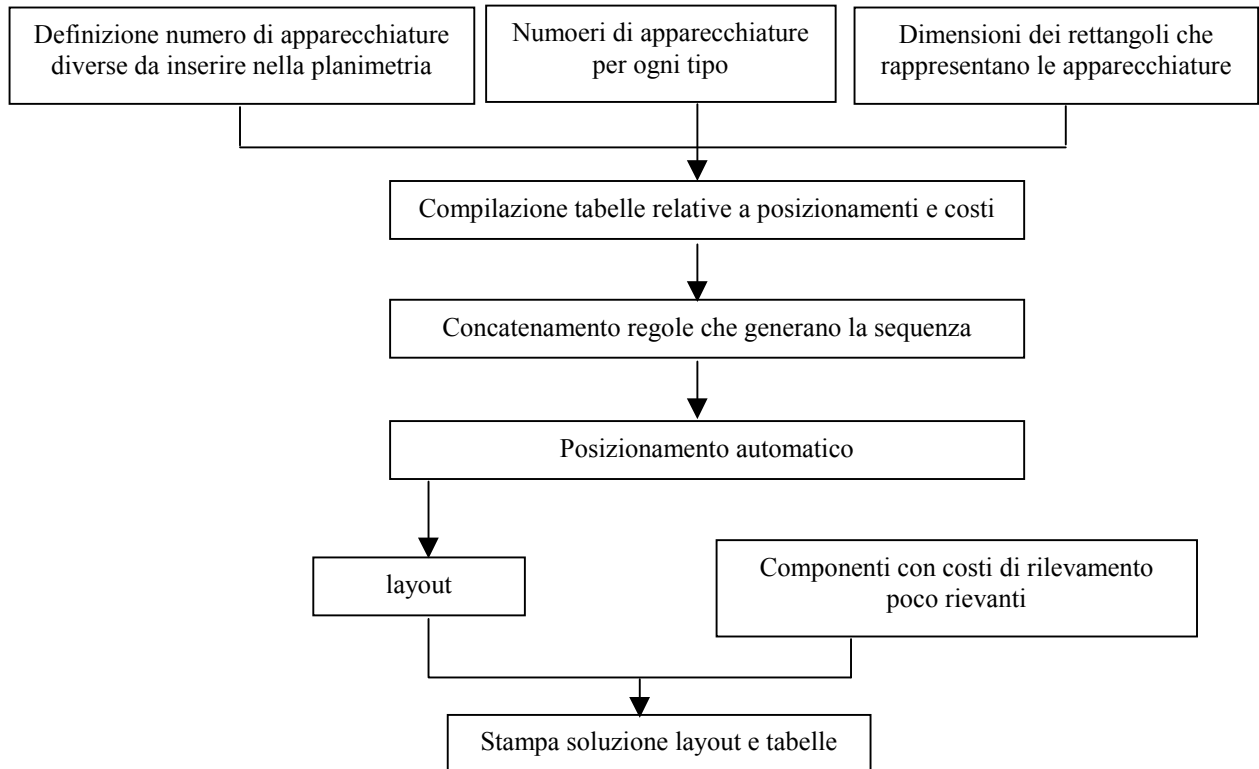 Definizione numero di apparecchiature
diverse da inserire nella planimetria
Numoeri di apparecchiature
per ogni tipo
Dimensioni dei rettangoli che
rappresentano le apparecchiature
Compilazione tabelle relative a posizionamenti e costi
Concatenamento regole che generano la sequenza
Posizionamento automatico
layout
Componenti con costi di rilevamento
poco rievanti
Stampa soluzione layout e tabelle